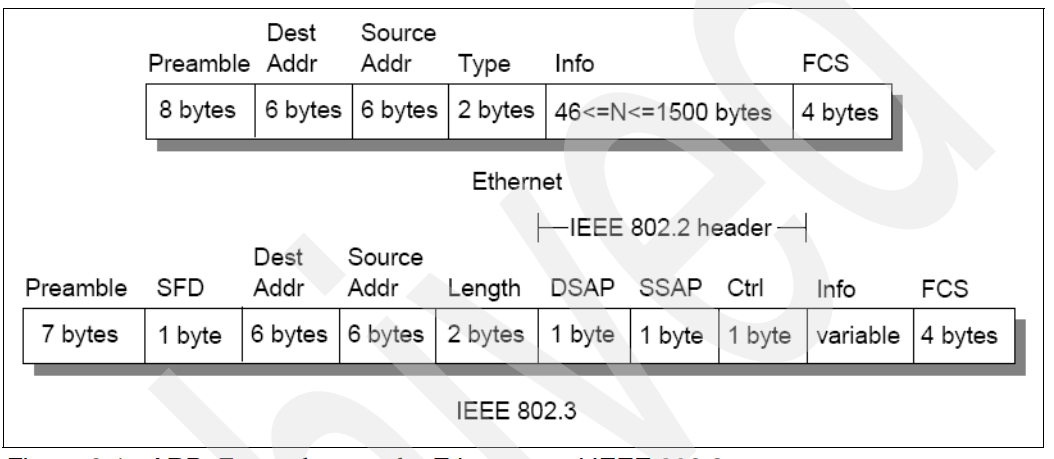 Dest Source
Preamble Addr Addr Type Info FCS
8 bytes 6 bytes 6 bytes 2 bytes 46<=N<=1500 bytes 4 bytes
Ethernet
IEEE 802.2 header
Dest Source
Preamble SFD Addr Addr Length DSAP SSAP Ctrl Info FCS
7 bytes 1 byte 6 bytes 6 bytes 2 bytes 1 byte 1 byte 1 byte variable 4 bytes
IEEE 802.3